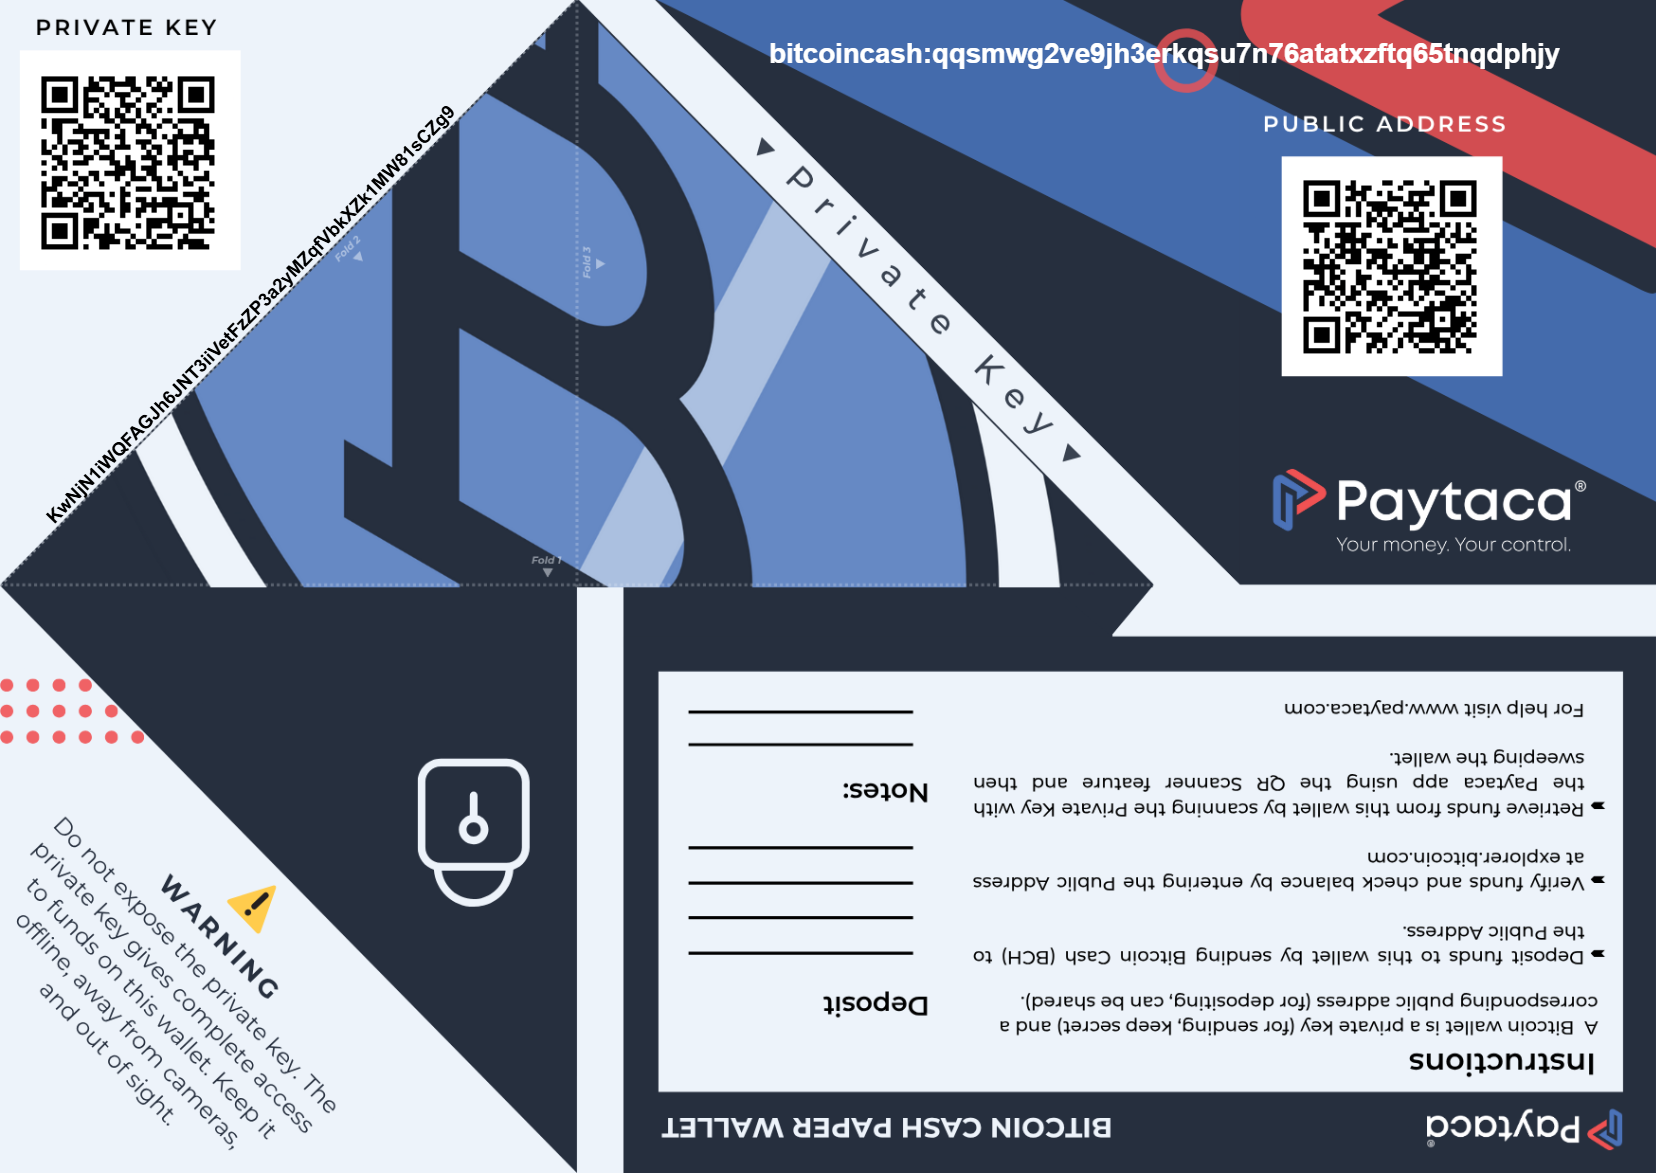 PRIVATE KEY
KwNjN1iWQFAGJh6JNT3iiVetFzZP3a2yMZqfVbkXZk1MW81sCZg9
Fold 2
Fold 3
Fold 1
Private Key
bitcoincash:qqsmwg2ve9jh3erkqsu7n76atatxzftq65tnqdphjy
PUBLIC ADDRESS
Paytaca®
Your money. Your control.
WARNING
Do not expose the private key. The
private key gives complete access
to funds on this wallet. Keep it
offline, away from cameras,
and out of sight.
Paytaca®
BITCOIN CASH PAPER WALLET
Instructions
A Bitcoin wallet is a private key (for sending, keep secret) and a
corresponding public address (for depositing, can be shared).
Deposit funds to this wallet by sending Bitcoin Cash (BCH) to
the Public Address.
Verify funds and check balance by entering the Public Address
at explorer.bitcoin.com
Retrieve funds from this wallet by scanning the Private Key with
the Paytaca app using the QR Scanner feature and then
sweeping the wallet.
For help visit www.paytaca.com
Deposit
Notes: